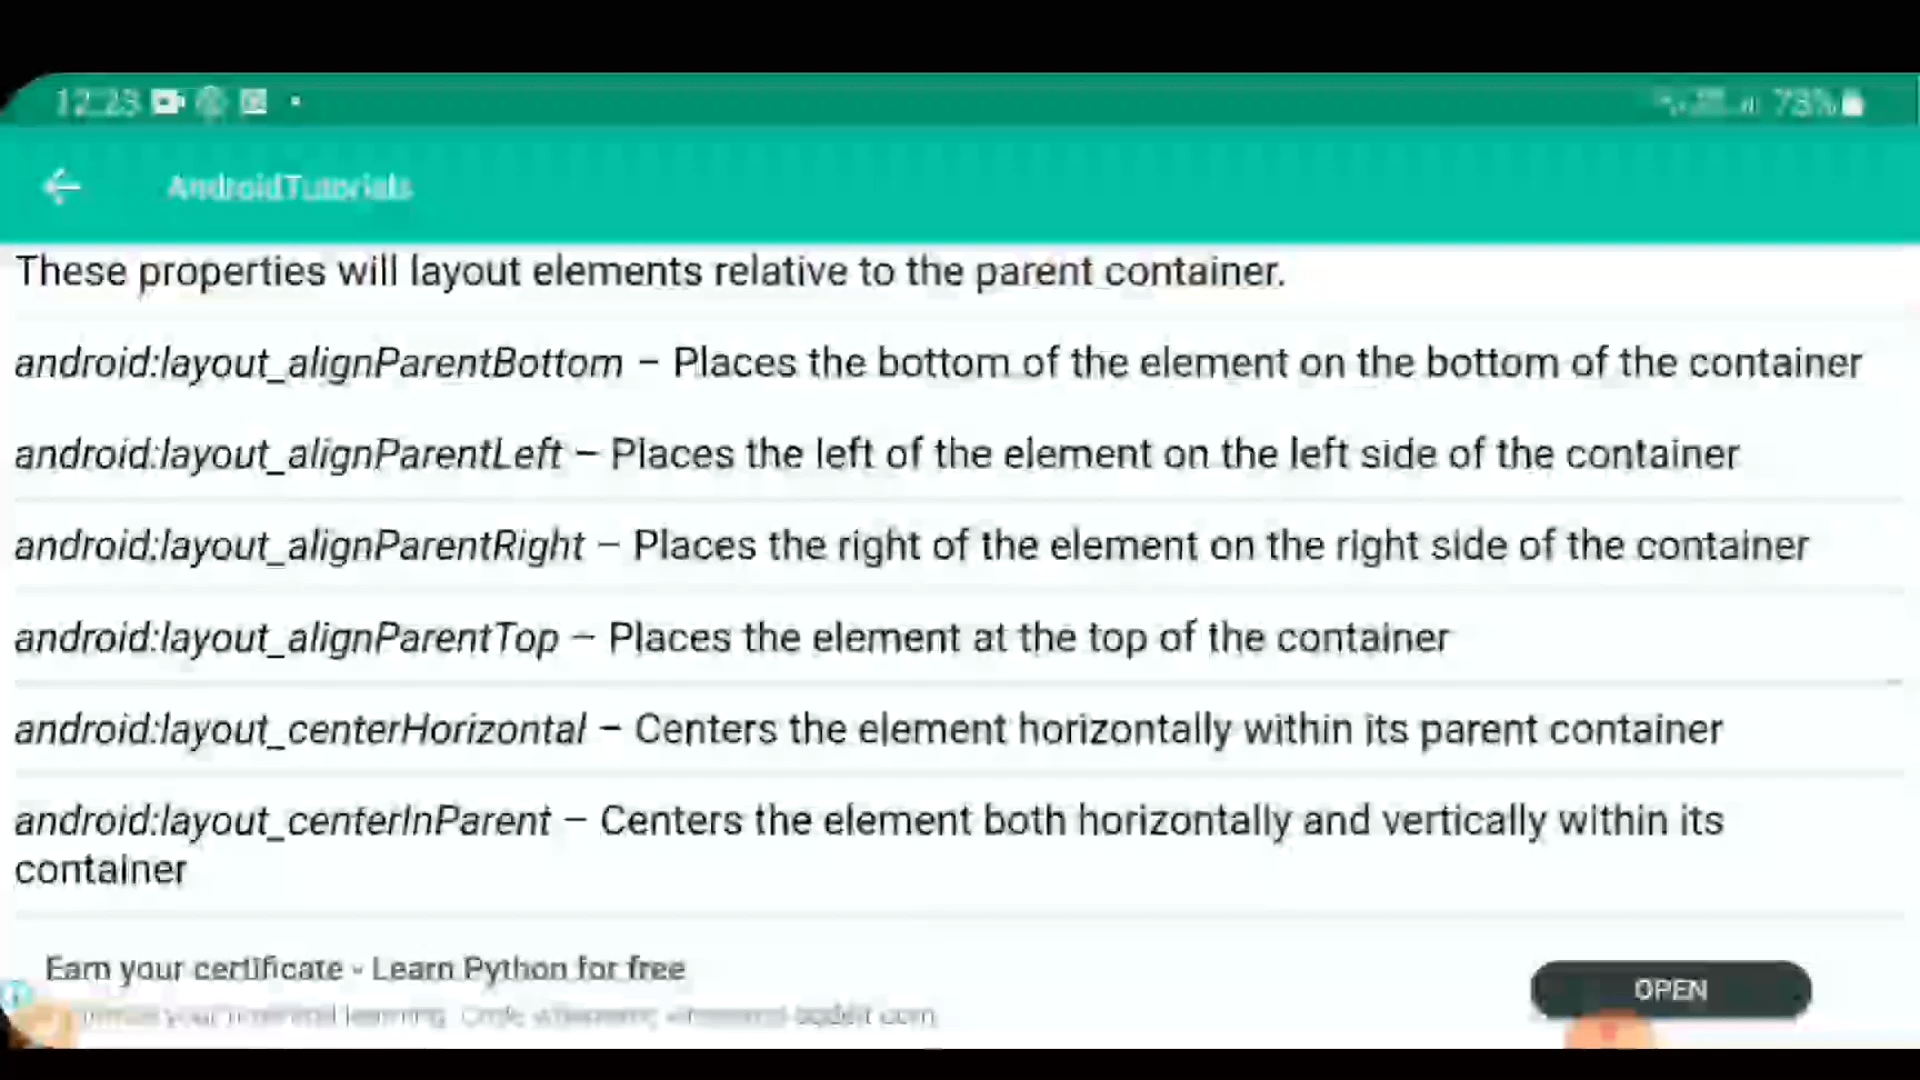 12:23
73%
AndroidTutorials
These properties will layout elements relative to the parent container.
android:layout_alignParentBottom – Places the bottom of the element on the bottom of the container
android:layout_alignParentLeft – Places the left of the element on the left side of the container
android:layout_alignParentRight – Places the right of the element on the right side of the container
android:layout_alignParentTop – Places the element at the top of the container
android:layout_centerHorizontal – Centers the element horizontally within its parent container
android:layout_centerInParent – Centers the element both horizontally and vertically within its
container
Earn your certificate - Learn Python for free
your learning.
OPEN